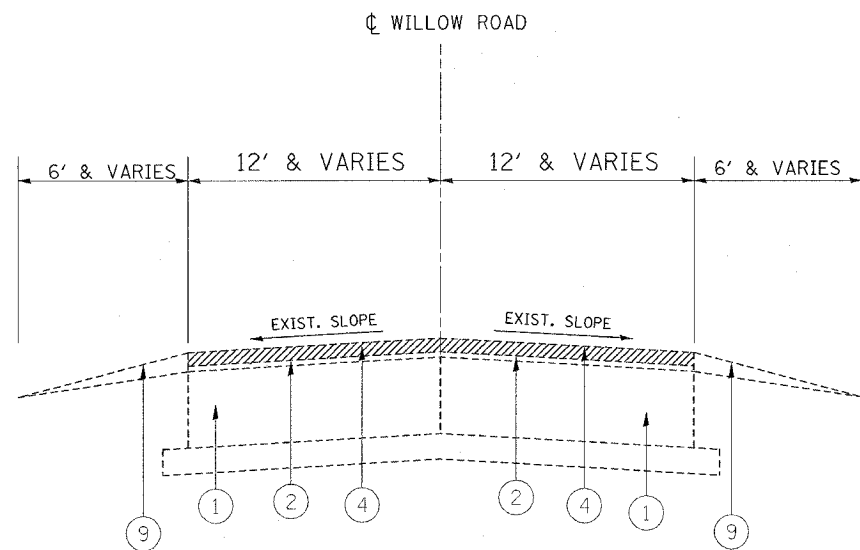 ℄ WILLOW ROAD
6' & VARIES 12' & VARIES 12' & VARIES 6' & VARIES
EXIST. SLOPE EXIST. SLOPE
9 1 2 4 2 4 1 9